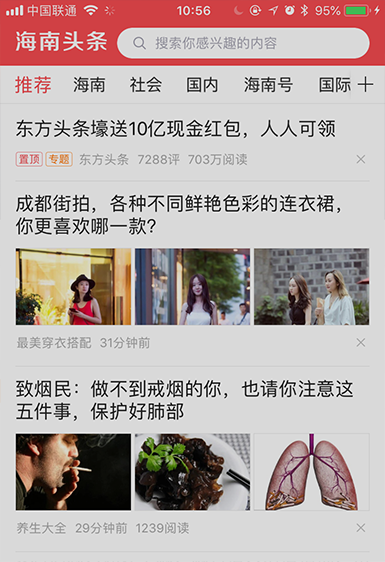 中国联通 10:56 95%
海南头条 搜索你感兴趣的内容
推荐 海南 社会 国内 海南号 国际
东方头条壕送10亿现金红包，人人可领
置顶 专题 东方头条 7288评 703万阅读
成都街拍，各种不同鲜艳色彩的连衣裙，
你更喜欢哪一款?
最美穿衣搭配 31分钟前
致烟民：做不到戒烟的你，也请你注意这
五件事，保护好肺部
养生大全 29分钟前 1239阅读